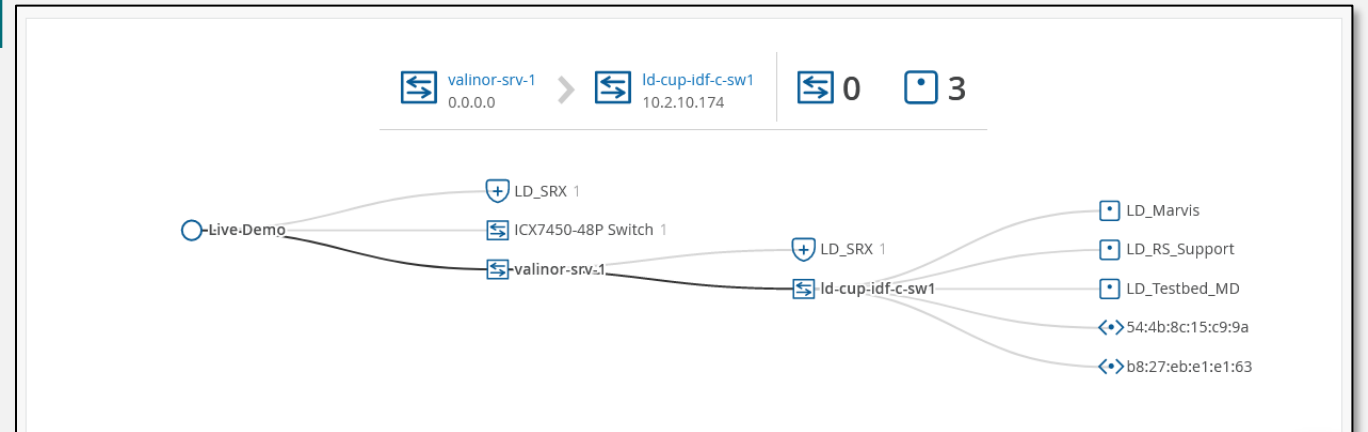 valinor-srv-1
0.0.0.0
ld-cup-idf-c-sw1
10.2.10.174
0
3
LD_SRX 1
Live-Demo
ICX7450-48P Switch 1
valinor-srv-1
LD_SRX 1
ld-cup-idf-c-sw1
LD_Marvis
LD_RS_Support
LD_Testbed_MD
54:4b:8c:15:c9:9a
b8:27:eb:e1:e1:63